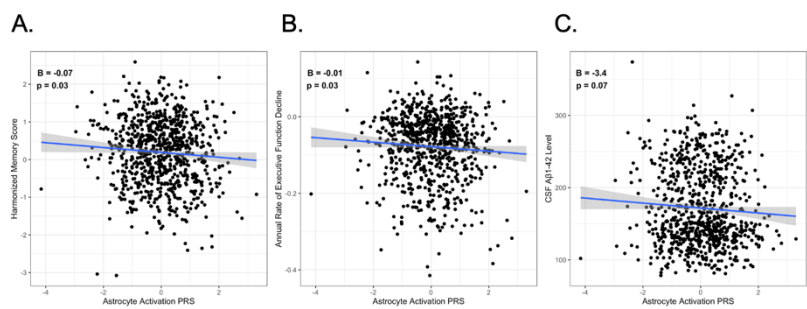 A.
B = -0.07
p = 0.03
Harmonized Memory Score
2
1
0
-1
-2
-3
-4
-2
0
2
Astrocyte Activation PRS
B.
B = -0.01
p = 0.03
Annual Rate of Executive Function Decline
0.0
-0.2
-0.4
-4
-2
0
2
Astrocyte Activation PRS
C.
B = -3.4
p = 0.07
CSF Aβ1-42 Level
300
200
100
-4
-2
0
2
Astrocyte Activation PRS